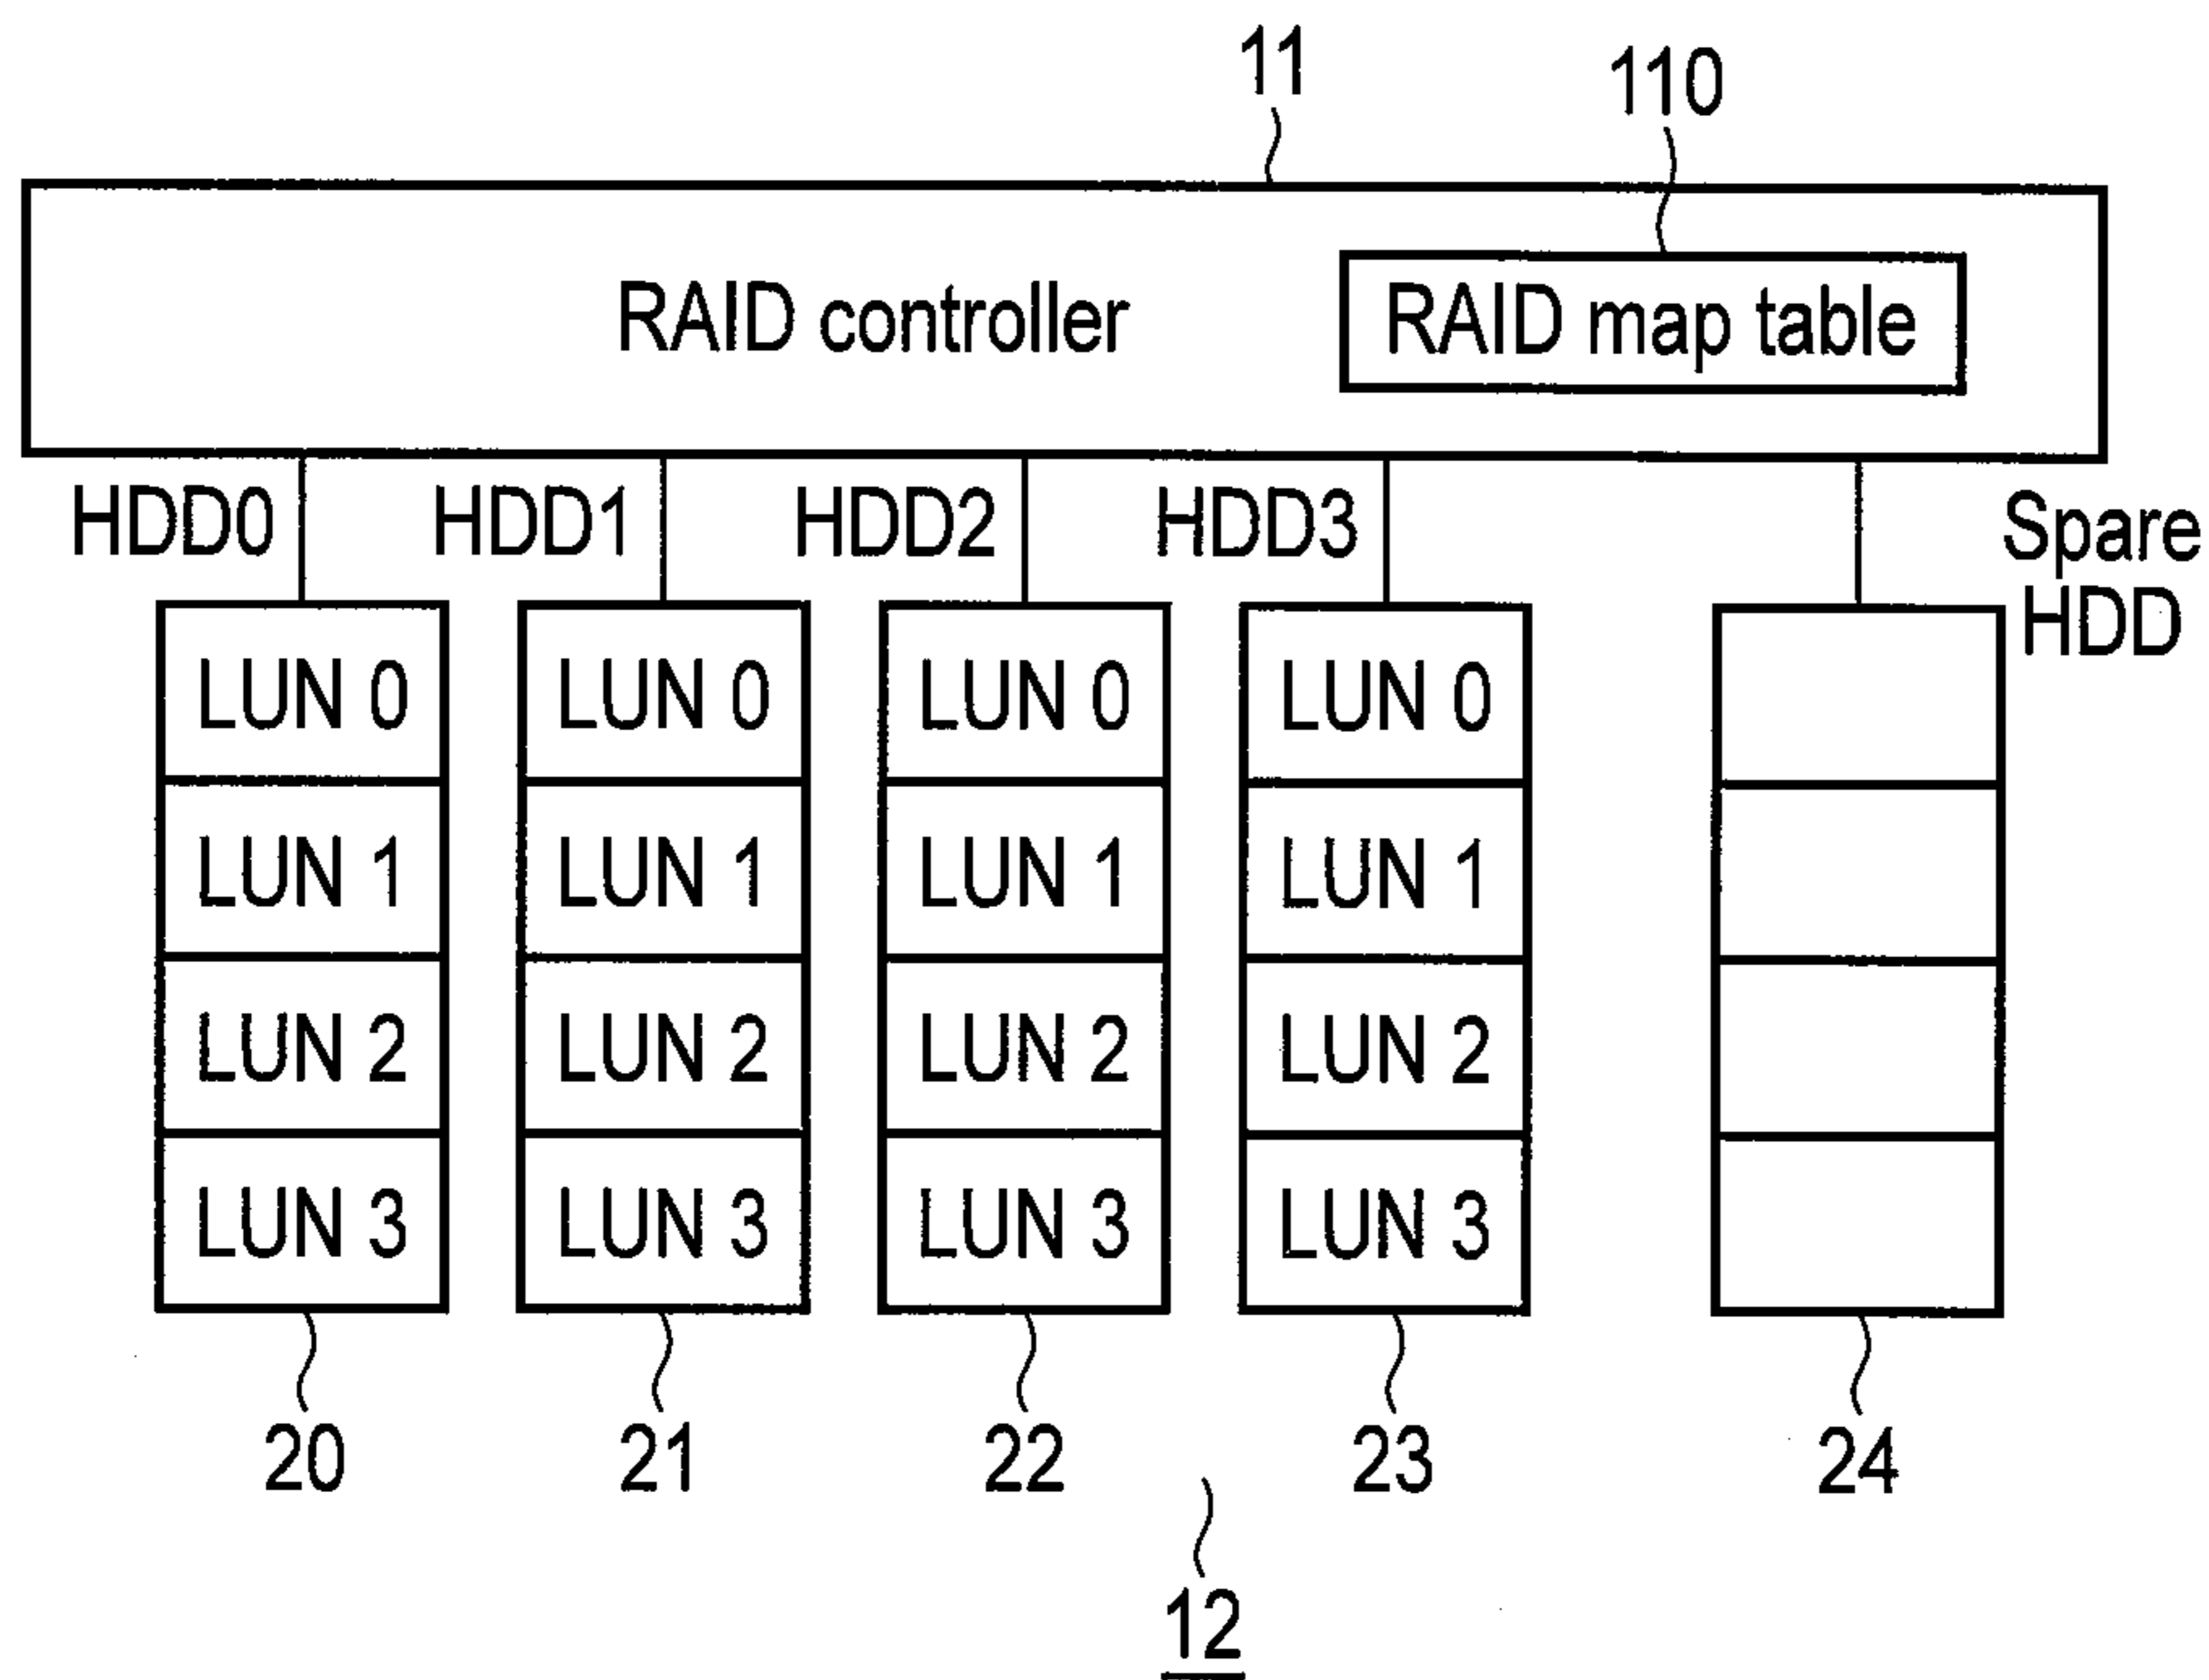 11
110
RAID controller
RAID map table
HDD0
HDD1
HDD2
HDD3
Spare
HDD
LUN 0
LUN 0
LUN 0
LUN 0
LUN 1
LUN 1
LUN 1
LUN 1
LUN 2
LUN 2
LUN 2
LUN 2
LUN 3
LUN 3
LUN 3
LUN 3
20
21
22
23
24
12